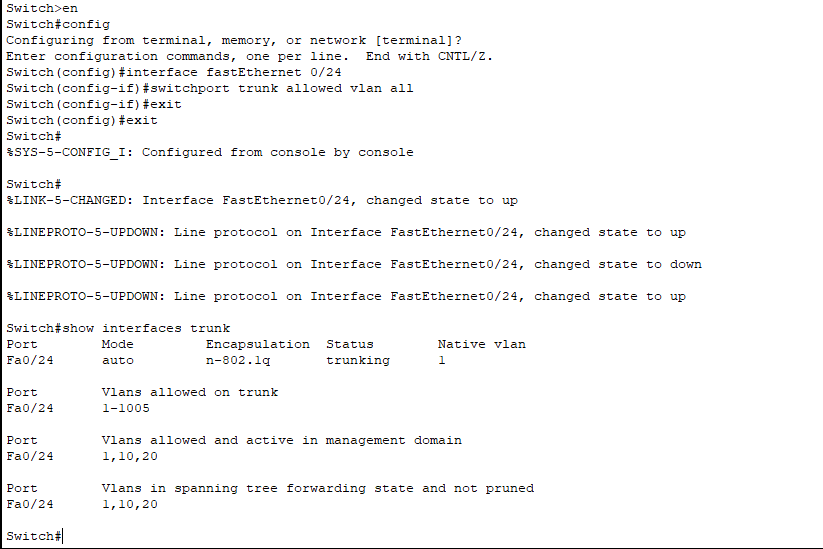 Switch>en
Switch#config
Configuring from terminal, memory, or network [terminal]?
Enter configuration commands, one per line.  End with CNTL/Z.
Switch(config)#interface fastEthernet 0/24
Switch(config-if)#switchport trunk allowed vlan all
Switch(config-if)#exit
Switch(config)#exit
Switch#
%SYS-5-CONFIG_I: Configured from console by console
Switch#
%LINK-5-CHANGED: Interface FastEthernet0/24, changed state to up
%LINEPROTO-5-UPDOWN: Line protocol on Interface FastEthernet0/24, changed state to up
%LINEPROTO-5-UPDOWN: Line protocol on Interface FastEthernet0/24, changed state to down
%LINEPROTO-5-UPDOWN: Line protocol on Interface FastEthernet0/24, changed state to up
Switch#show interfaces trunk
Port        Mode         Encapsulation  Status        Native vlan
Fa0/24      auto         n-802.1q       trunking      1
Port        Vlans allowed on trunk
Fa0/24      1-1005
Port        Vlans allowed and active in management domain
Fa0/24      1,10,20
Port        Vlans in spanning tree forwarding state and not pruned
Fa0/24      1,10,20
Switch#